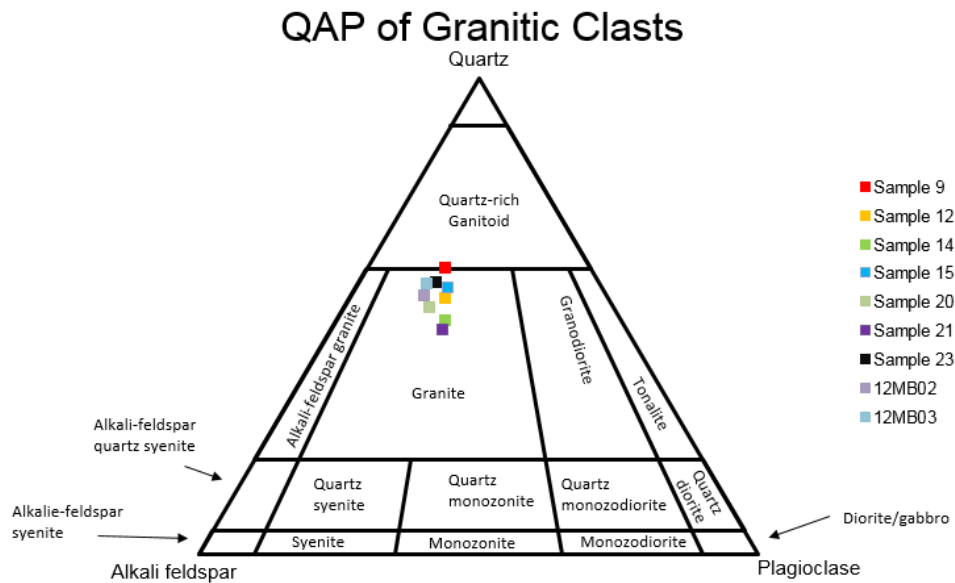 QAP of Granitic Clasts
Quartz
Quartz-rich
Ganitoid
Sample 9
Sample 12
Sample 14
Sample 15
Sample 20
Sample 21
Sample 23
12MB02
12MB03
Alkali-feldspar granite
Granite
Granodiorite
Tonalite
Alkali-feldspar
quartz syenite
Quartz
syenite
Quartz
monozonite
Quartz
monozodiorite
Quartz
diorite
Alkalie-feldspar
syenite
Syenite
Monozonite
Monozodiorite
Diorite/gabbro
Alkali feldspar
Plagioclase